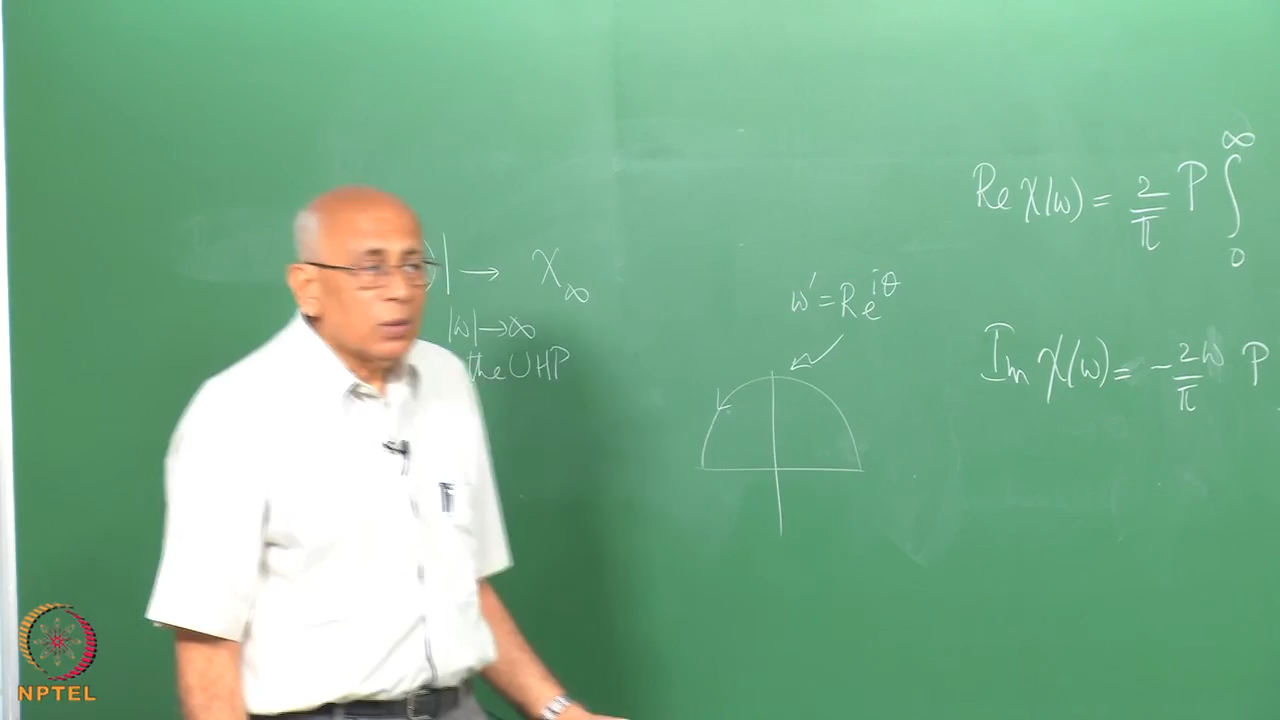 ) | → χ∞
|ω| → ∞
the UHP
ω' = Re^{iθ}
Re χ(ω) = 2/π P ∫₀^∞
Im χ(ω) = - 2ω/π P
NPTEL